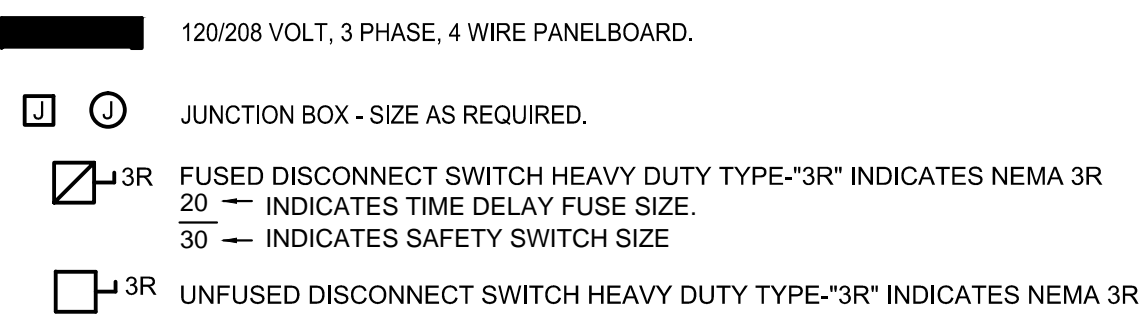 120/208 VOLT, 3 PHASE, 4 WIRE PANELBOARD.
J J JUNCTION BOX - SIZE AS REQUIRED.
3R FUSED DISCONNECT SWITCH HEAVY DUTY TYPE-"3R" INDICATES NEMA 3R
20 INDICATES TIME DELAY FUSE SIZE.
30 INDICATES SAFETY SWITCH SIZE
3R UNFUSED DISCONNECT SWITCH HEAVY DUTY TYPE-"3R" INDICATES NEMA 3R